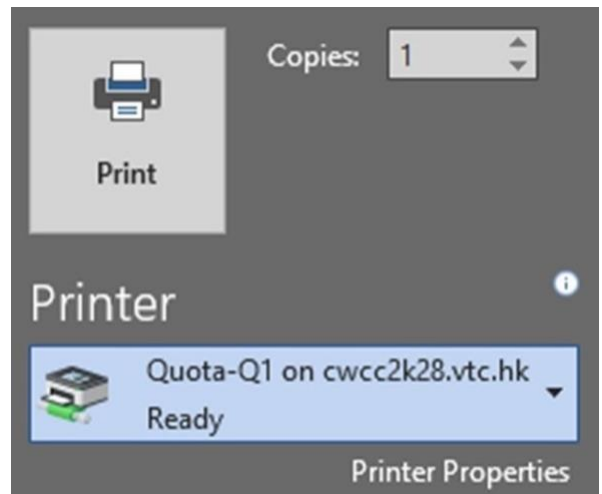 Copies: 1
Print
Printer
Quota-Q1 on cwcc2k28.vtc.hk
Ready
Printer Properties